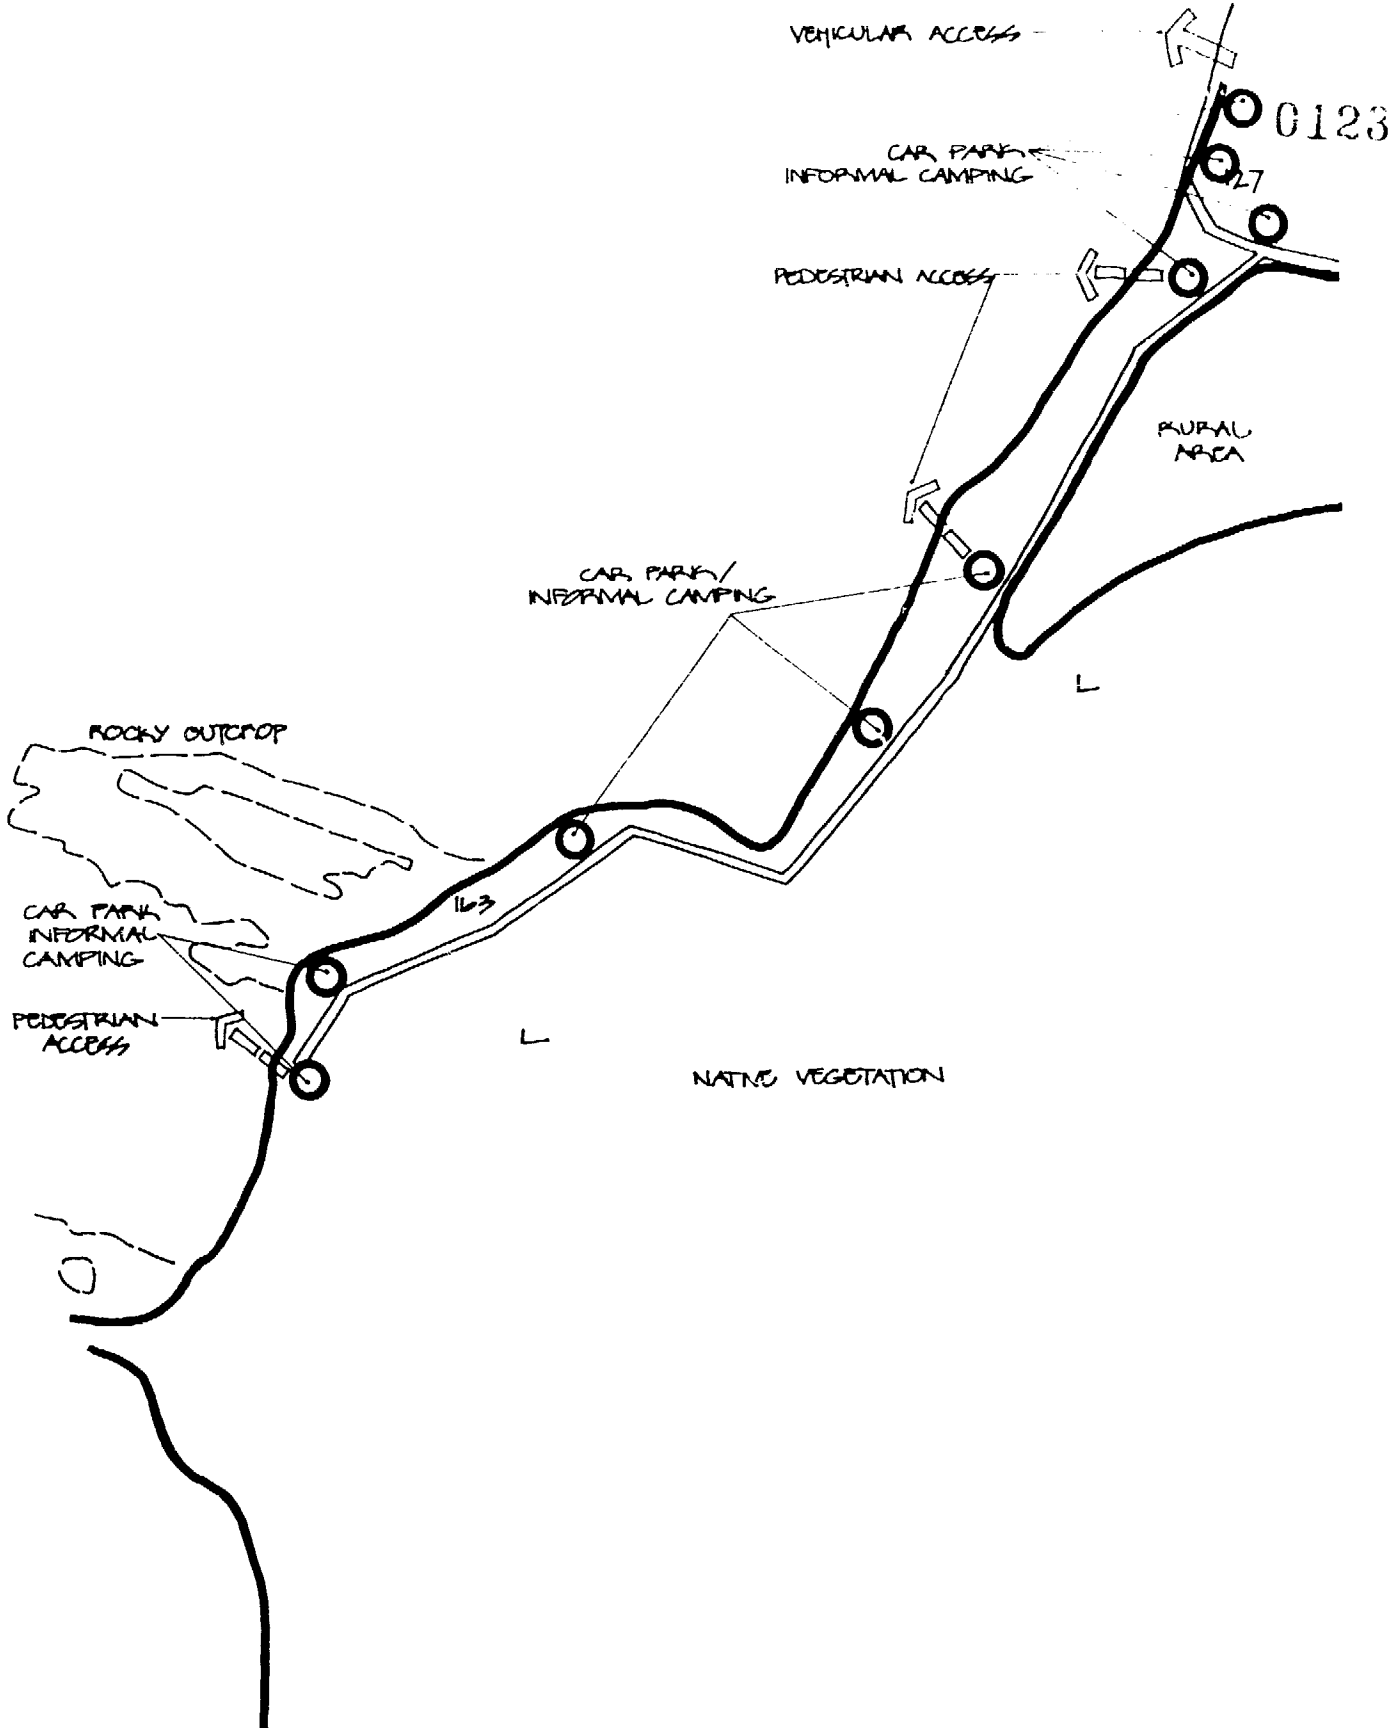 VEHICULAR ACCESS
0123
CAR PARK
INFORMAL CAMPING
127
PEDESTRIAN ACCESS
RURAL
AREA
CAR PARK/
INFORMAL CAMPING
L
ROCKY OUTCROP
163
CAR PARK
INFORMAL
CAMPING
PEDESTRIAN
ACCESS
L
NATIVE VEGETATION